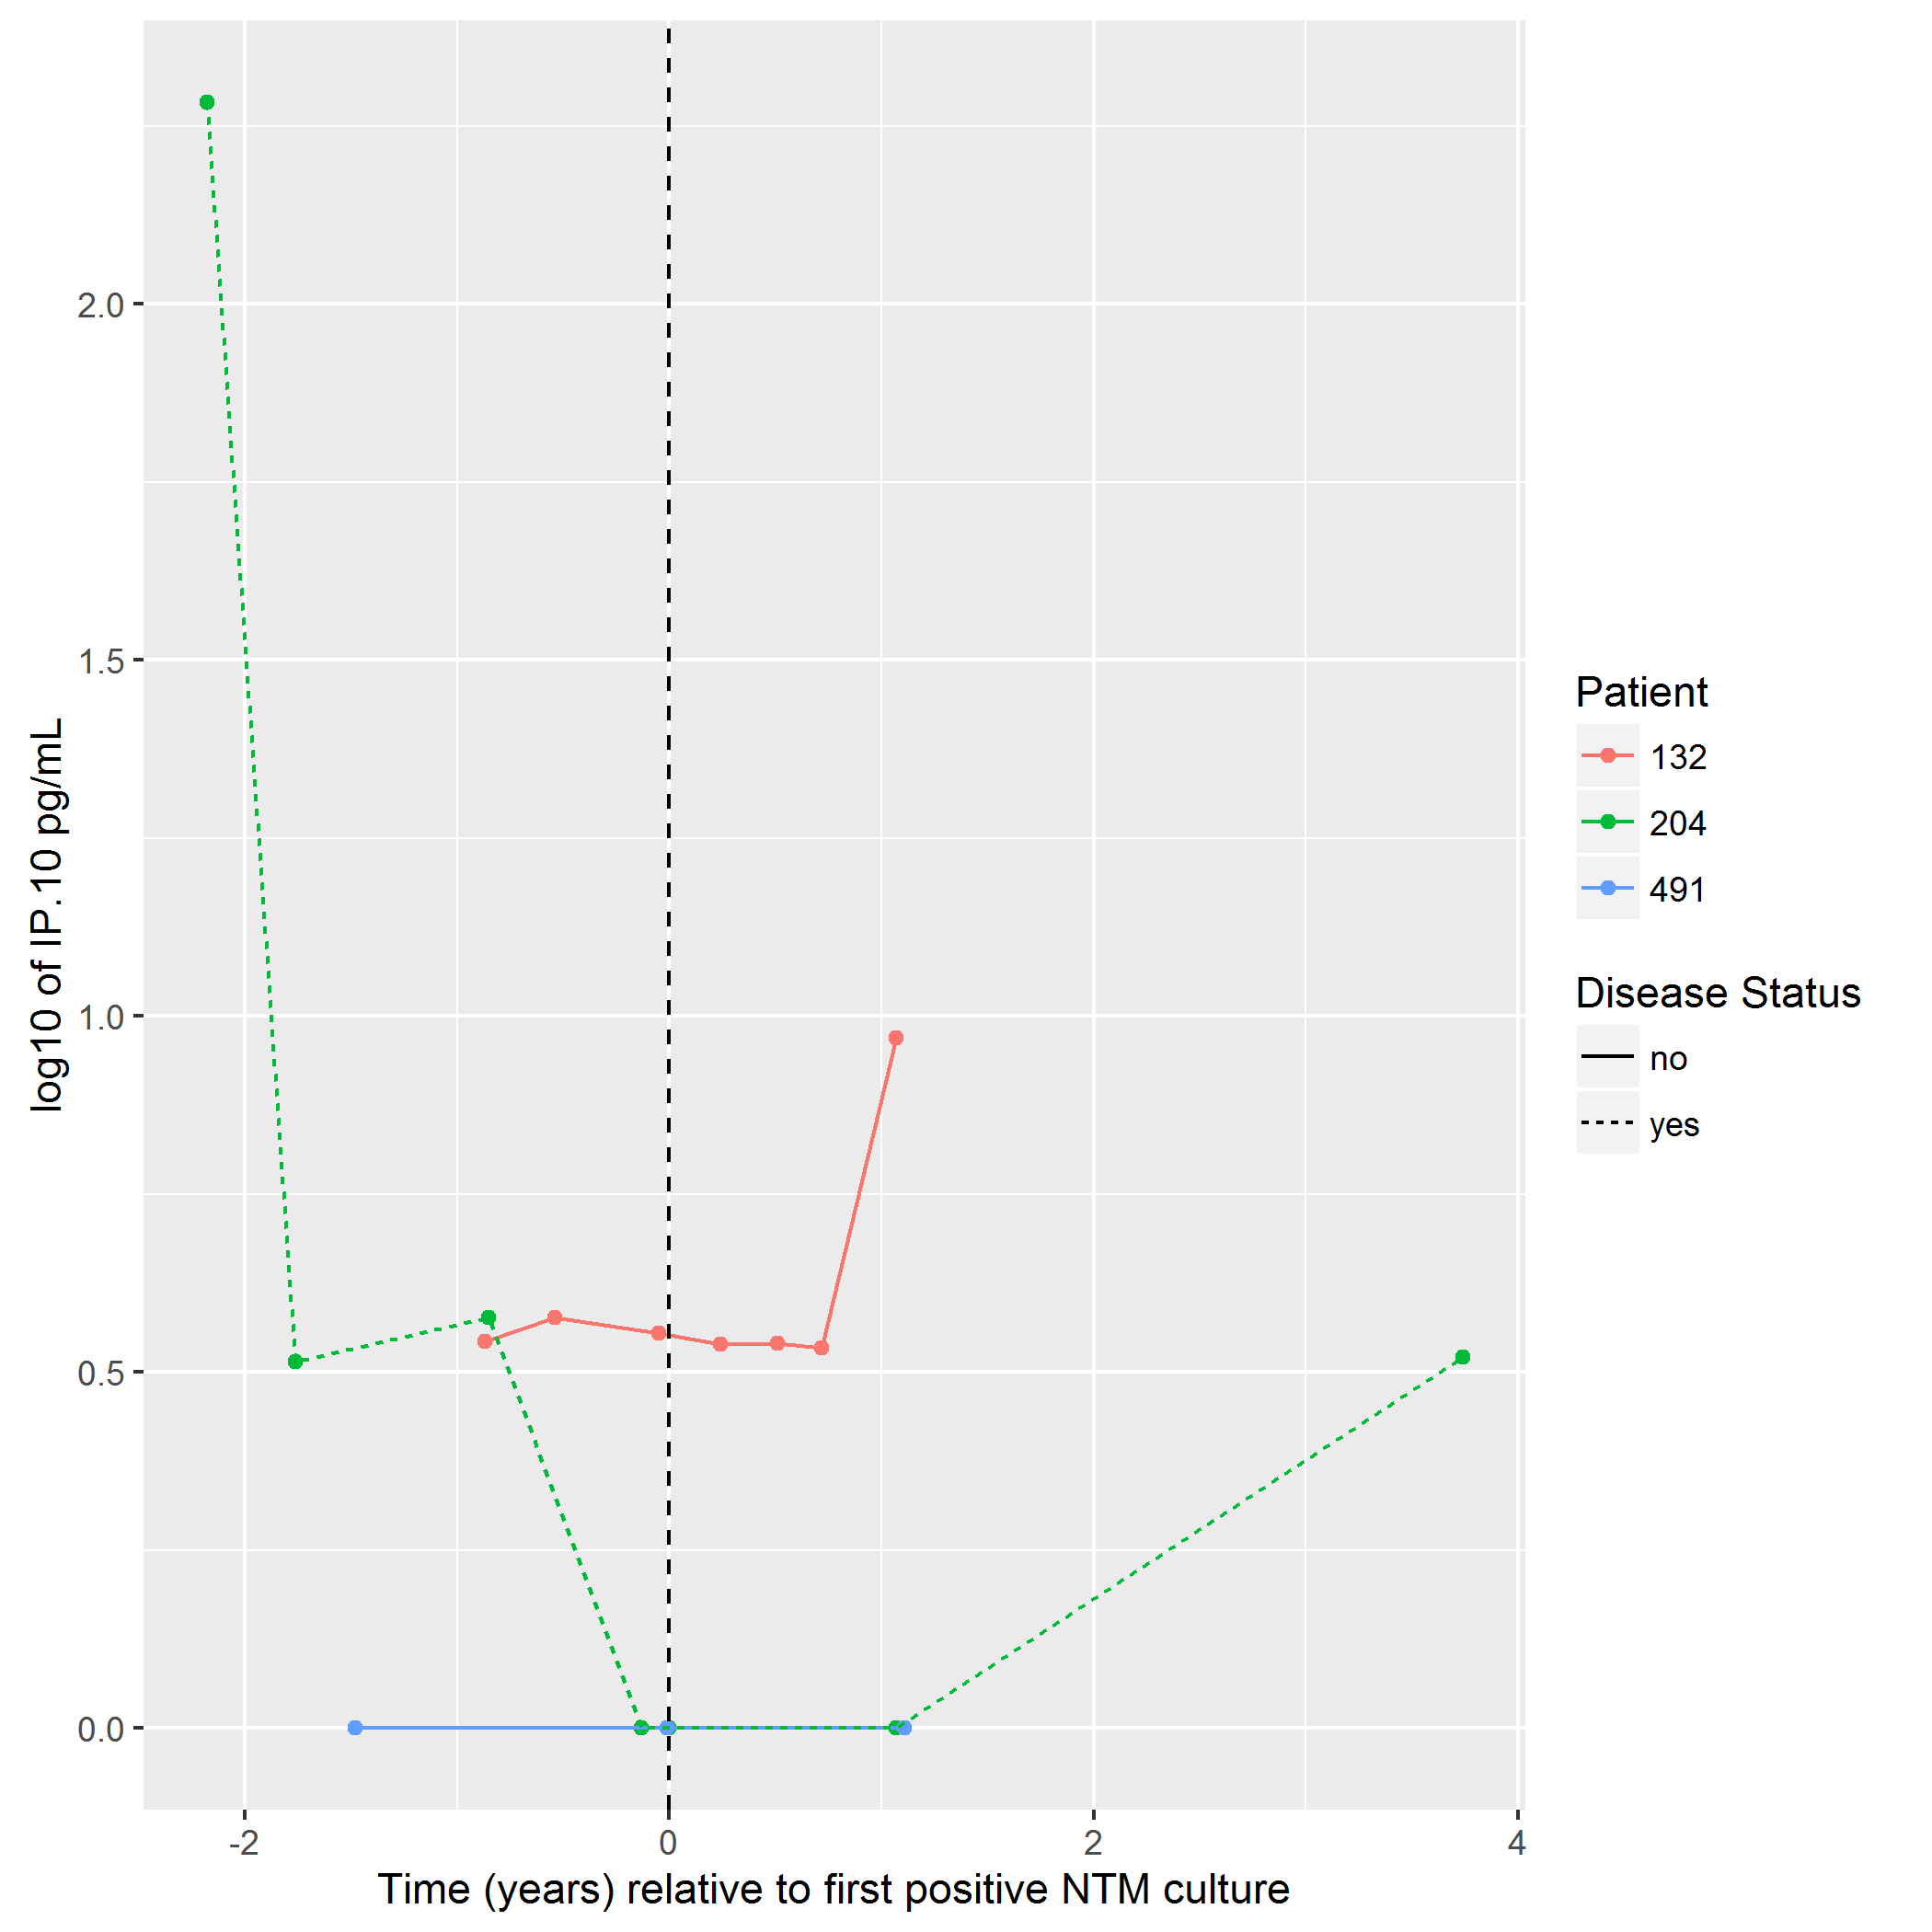 log10 of IP.10 pg/mL
2.0
1.5
1.0
0.5
0.0
-2
0
2
4
Time (years) relative to first positive NTM culture
Patient
132
204
491
Disease Status
no
yes